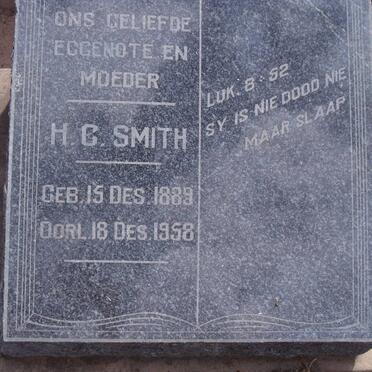 ONS GELIEFDE
EGGENOTE EN
MOEDER
H. G. SMITH
GEB. 15 DES. 1889
OORL. 18 DES. 1958
LUK. 8 : 52
SY IS NIE DOOD NIE
MAAR SLAAP